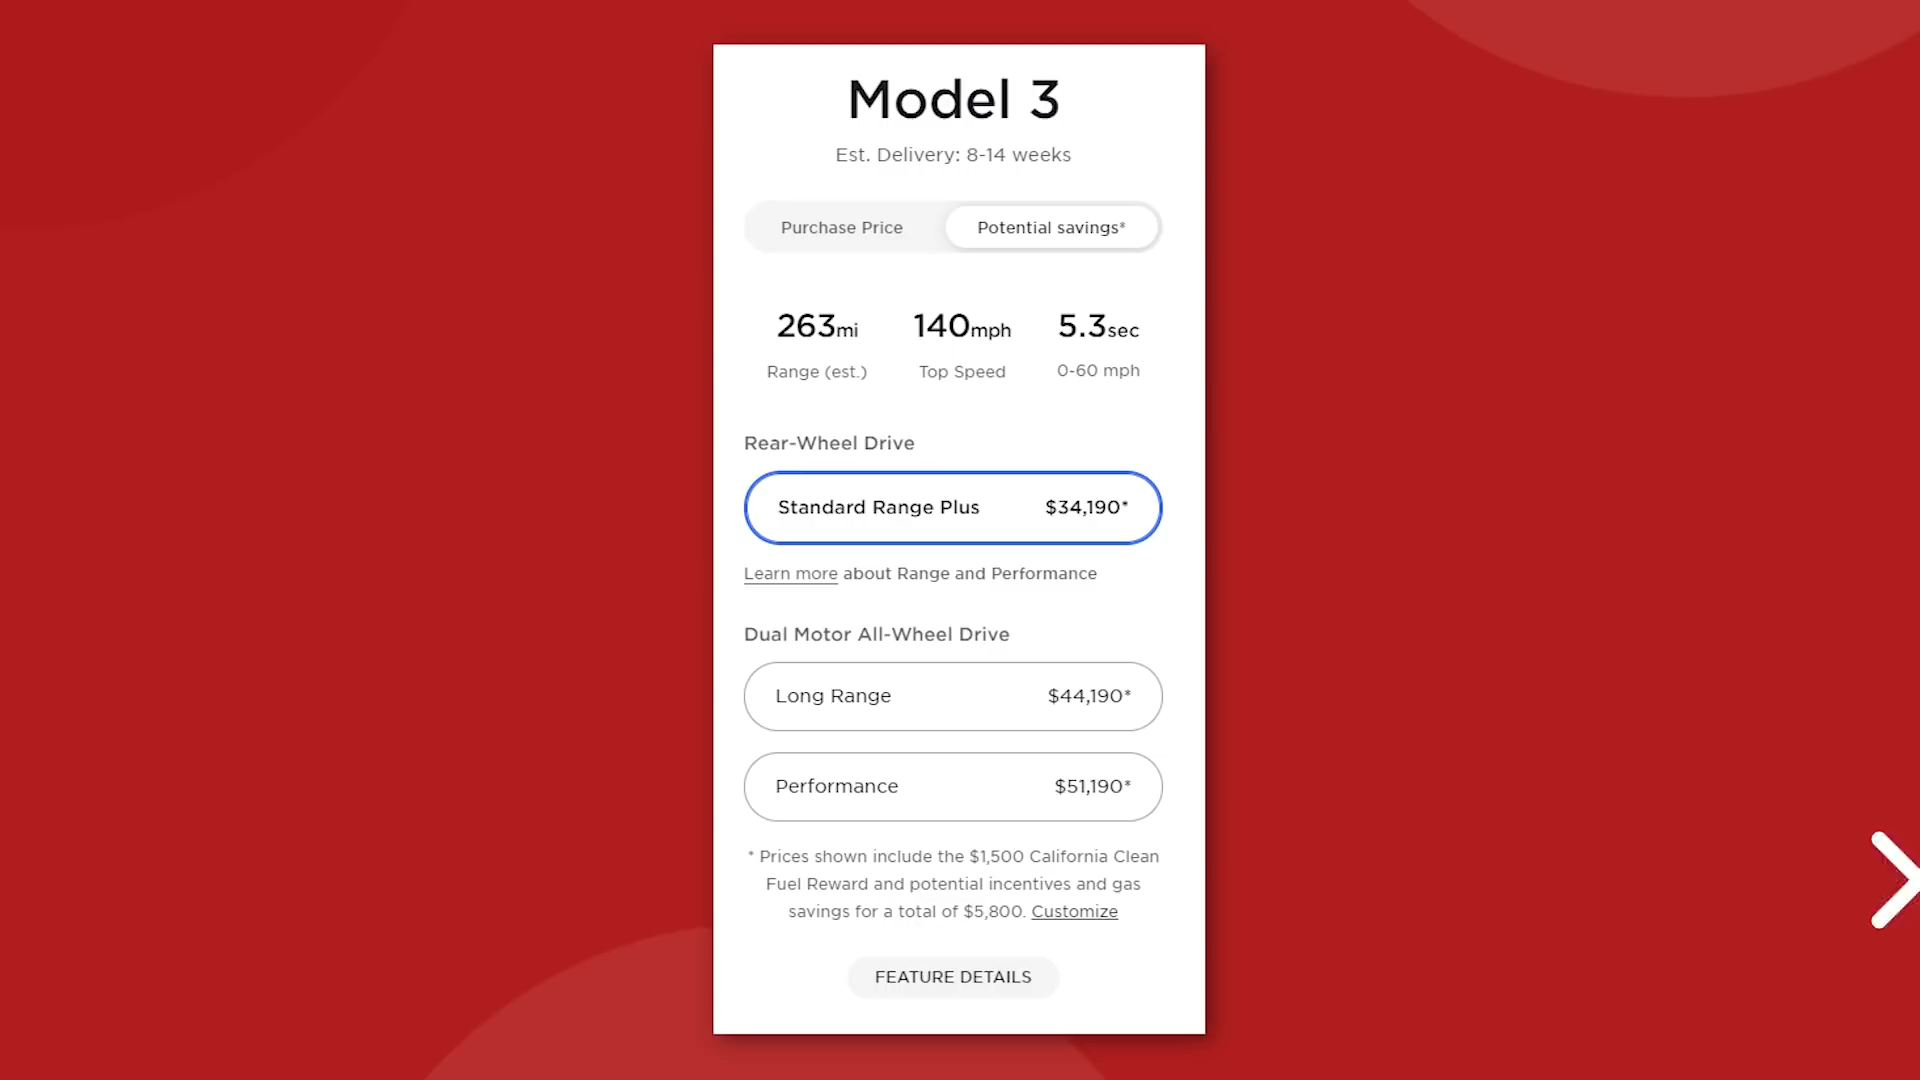 Model 3
Est. Delivery: 8-14 weeks
Purchase Price Potential savings*
263mi 140mph 5.3sec
Range (est.) Top Speed 0-60 mph
Rear-Wheel Drive
Standard Range Plus $34,190*
Learn more about Range and Performance
Dual Motor All-Wheel Drive
Long Range $44,190*
Performance $51,190*
* Prices shown include the $1,500 California Clean
Fuel Reward and potential incentives and gas
savings for a total of $5,800. Customize
FEATURE DETAILS